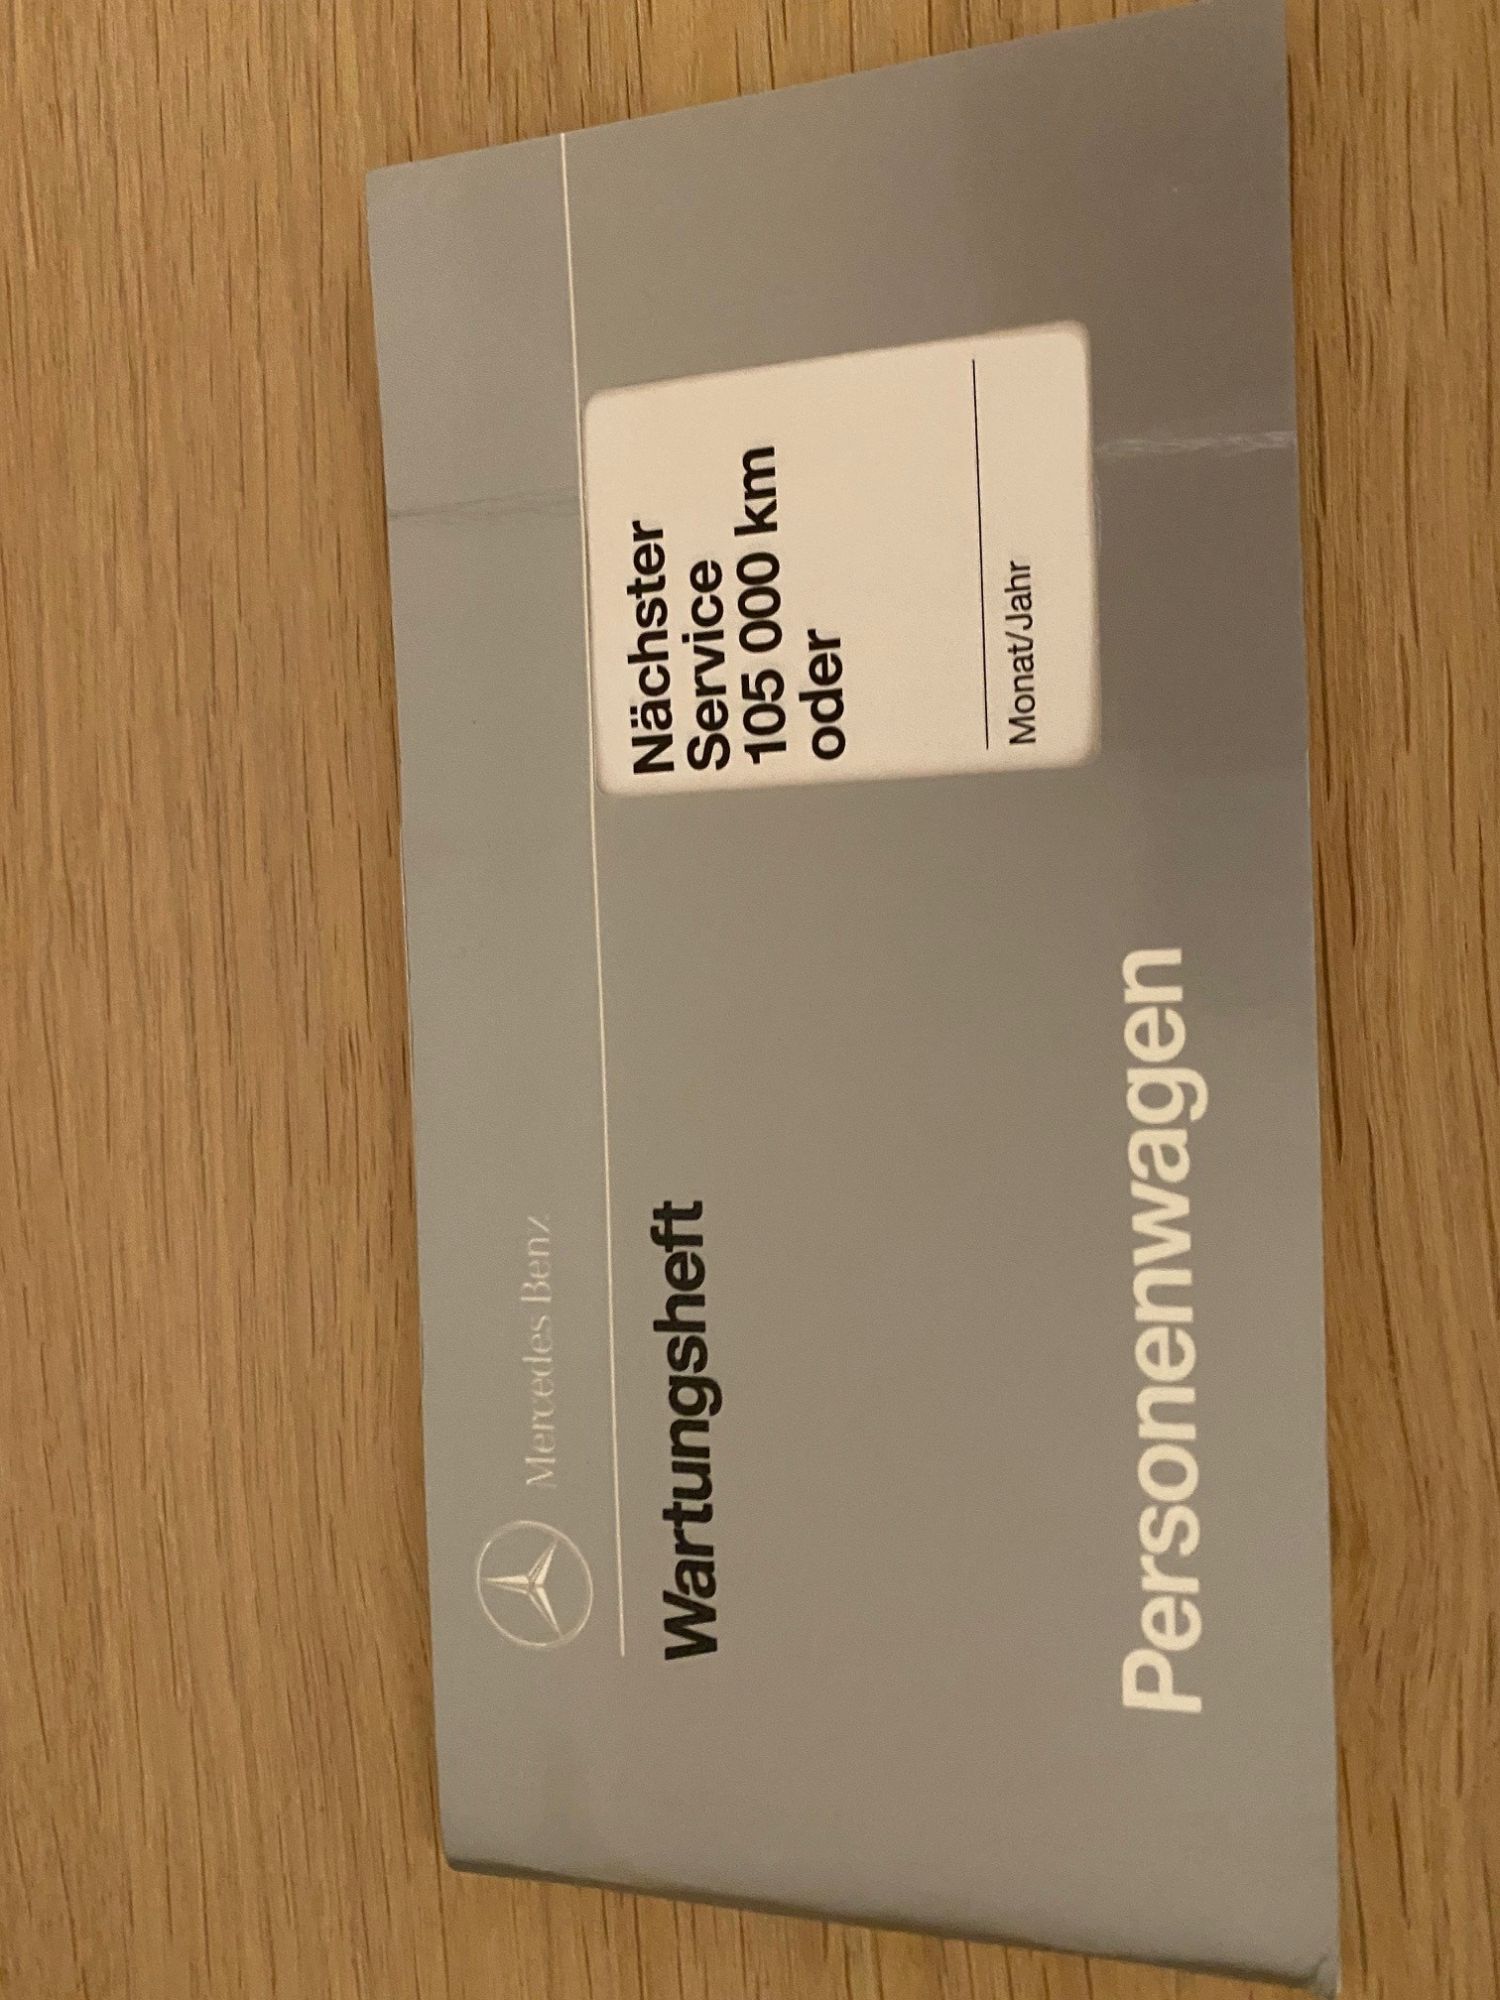 Mercedes Benz
Wartungsheft
Nächster
Service
105 000 km
oder
Monat/Jahr
Personenwagen